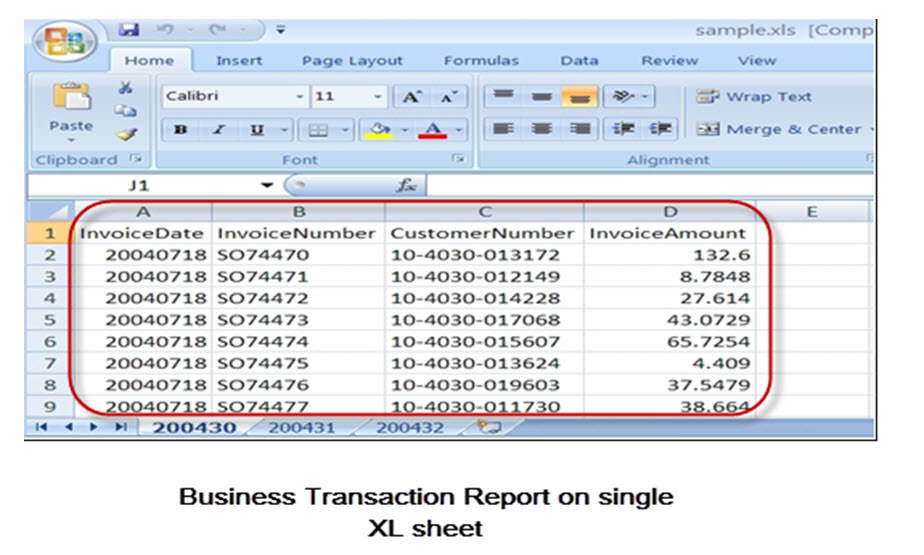 sample.xls [Comp
Home Insert Page Layout Formulas Data Review View
Calibri 11 A A Wrap Text
Paste B I U A Merge & Center
Clipboard Font Alignment
J1 fx
A B C D E
1 InvoiceDate InvoiceNumber CustomerNumber InvoiceAmount
2 20040718 SO74470 10-4030-013172 132.6
3 20040718 SO74471 10-4030-012149 8.7848
4 20040718 SO74472 10-4030-014228 27.614
5 20040718 SO74473 10-4030-017068 43.0729
6 20040718 SO74474 10-4030-015607 65.7254
7 20040718 SO74475 10-4030-013624 4.409
8 20040718 SO74476 10-4030-019603 37.5479
9 20040718 SO74477 10-4030-011730 38.664
200430 200431 200432
Business Transaction Report on single
XL sheet